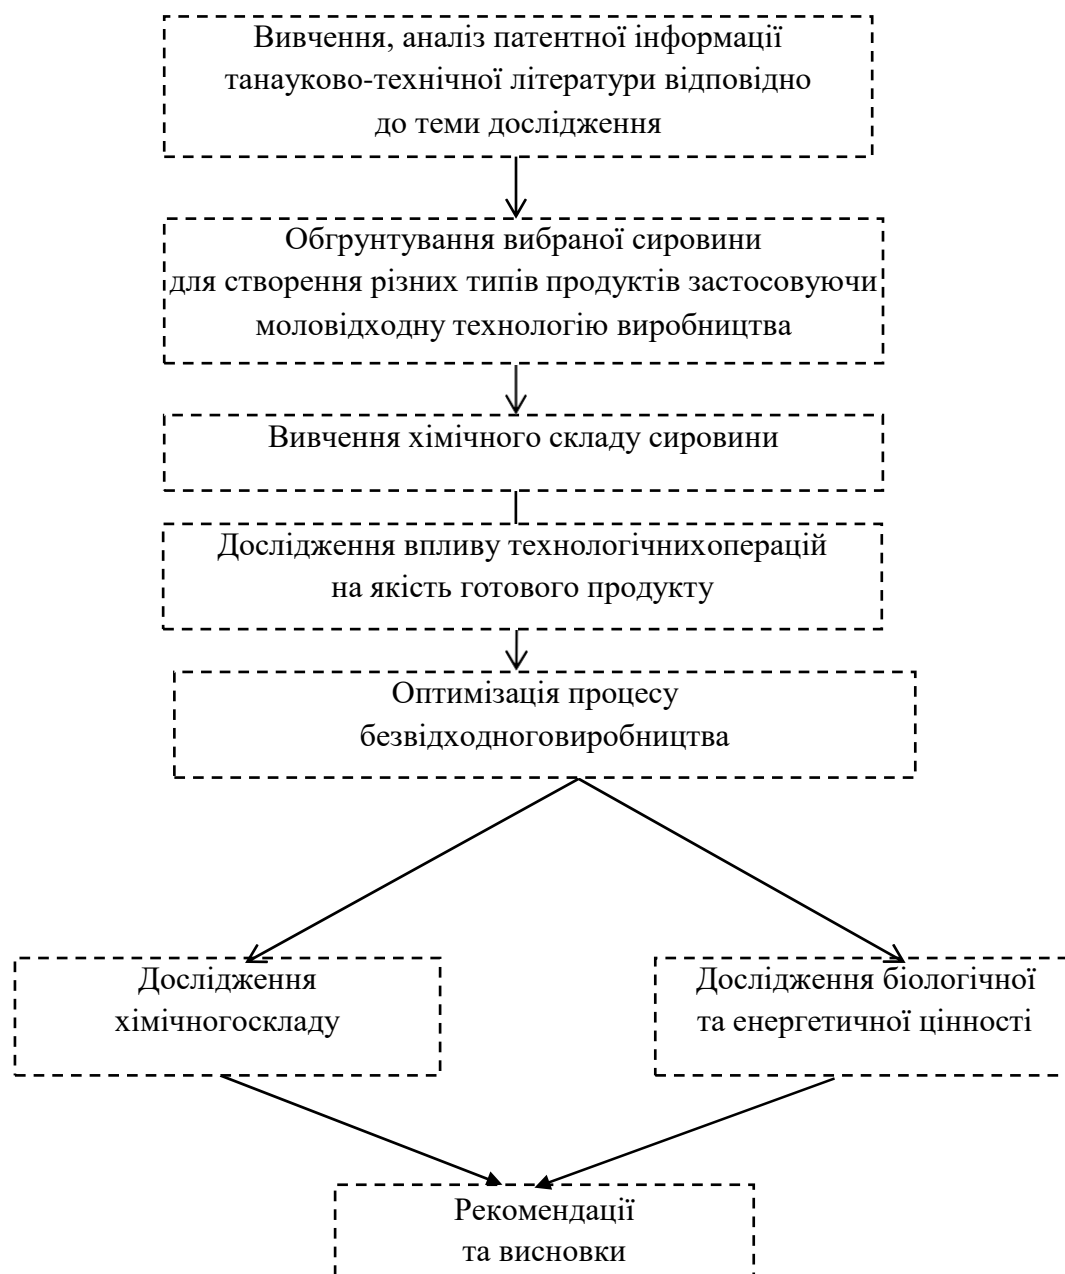 Вивчення, аналіз патентної інформації
танауково-технічної літератури відповідно
до теми дослідження
Обгрунтування вибраної сировини
для створення різних типів продуктів застосовуючи
моловідходну технологію виробництва
Вивчення хімічного складу сировини
Дослідження впливу технологічнихоперацій
на якість готового продукту
Оптимізація процесу
безвідходноговиробництва
Дослідження
хімічногоскладу
Дослідження біологічної
та енергетичної цінності
Рекомендації
та висновки